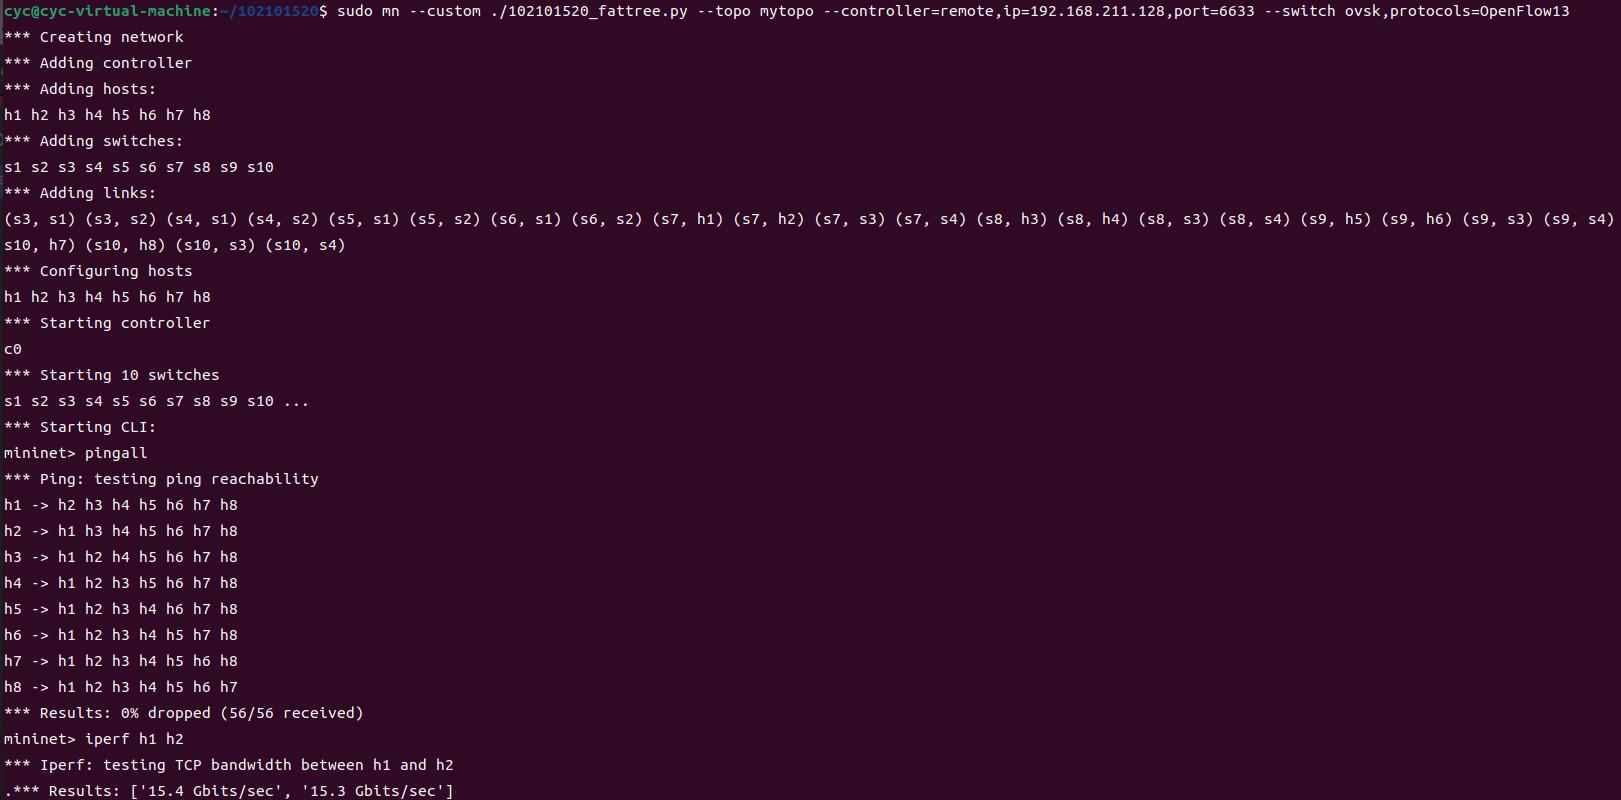 cyc@cyc-virtual-machine:~/102101520$ sudo mn --custom ./102101520_fattree.py --topo mytopo --controller=remote,ip=192.168.211.128,port=6633 --switch ovsk,protocols=OpenFlow13
*** Creating network
*** Adding controller
*** Adding hosts:
h1 h2 h3 h4 h5 h6 h7 h8
*** Adding switches:
s1 s2 s3 s4 s5 s6 s7 s8 s9 s10
*** Adding links:
(s3, s1) (s3, s2) (s4, s1) (s4, s2) (s5, s1) (s5, s2) (s6, s1) (s6, s2) (s7, h1) (s7, h2) (s7, s3) (s7, s4) (s8, h3) (s8, h4) (s8, s3) (s8, s4) (s9, h5) (s9, h6) (s9, s3) (s9, s4)
s10, h7) (s10, h8) (s10, s3) (s10, s4)
*** Configuring hosts
h1 h2 h3 h4 h5 h6 h7 h8
*** Starting controller
c0
*** Starting 10 switches
s1 s2 s3 s4 s5 s6 s7 s8 s9 s10 ...
*** Starting CLI:
mininet> pingall
*** Ping: testing ping reachability
h1 -> h2 h3 h4 h5 h6 h7 h8
h2 -> h1 h3 h4 h5 h6 h7 h8
h3 -> h1 h2 h4 h5 h6 h7 h8
h4 -> h1 h2 h3 h5 h6 h7 h8
h5 -> h1 h2 h3 h4 h6 h7 h8
h6 -> h1 h2 h3 h4 h5 h7 h8
h7 -> h1 h2 h3 h4 h5 h6 h8
h8 -> h1 h2 h3 h4 h5 h6 h7
*** Results: 0% dropped (56/56 received)
mininet> iperf h1 h2
*** Iperf: testing TCP bandwidth between h1 and h2
.*** Results: ['15.4 Gbits/sec', '15.3 Gbits/sec']